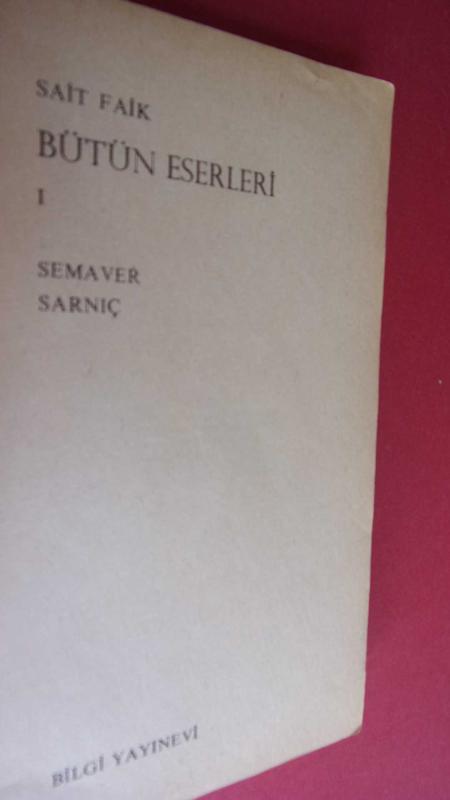 SAİT FAİK
BÜTÜN ESERLERİ
I
SEMAVER
SARNIÇ
BİLGİ YAYINEVİ